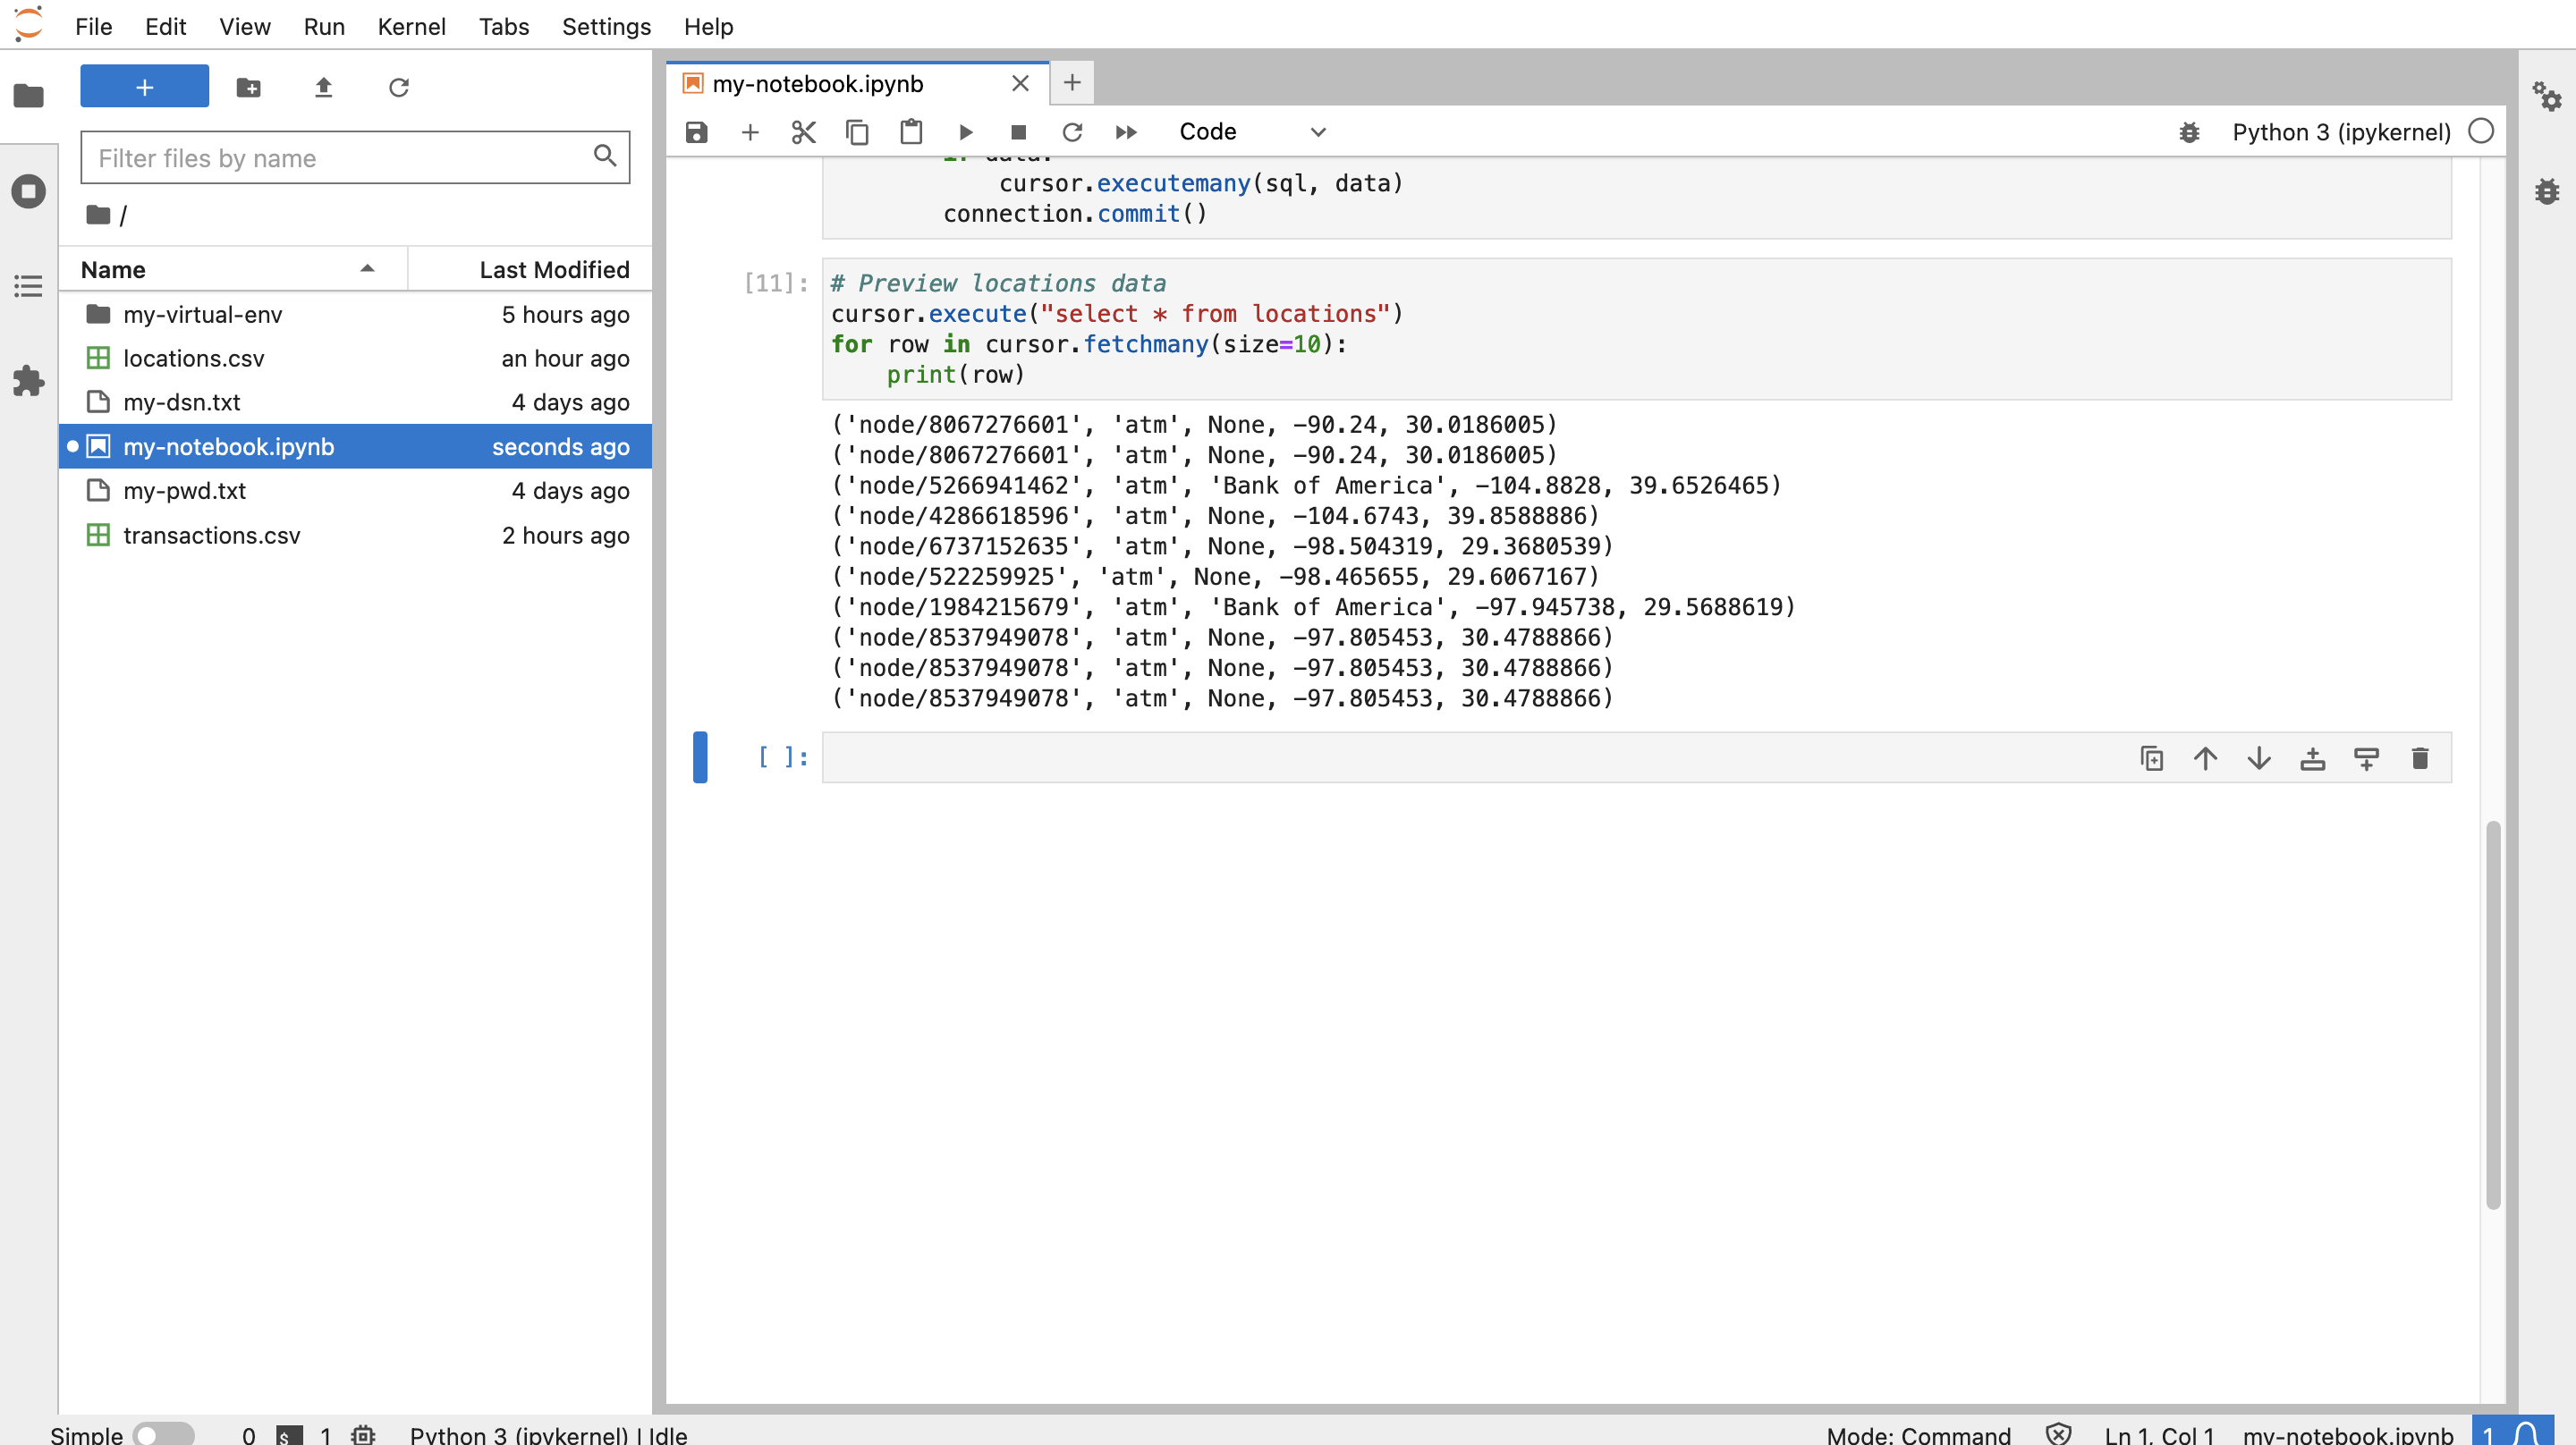 File Edit View Run Kernel Tabs Settings Help
+
Filter files by name
/
Name Last Modified
my-virtual-env 5 hours ago
locations.csv an hour ago
my-dsn.txt 4 days ago
my-notebook.ipynb seconds ago
my-pwd.txt 4 days ago
transactions.csv 2 hours ago
my-notebook.ipynb
Code
Python 3 (ipykernel)
if data:
cursor.executemany(sql, data)
connection.commit()
[11]:
# Preview locations data
cursor.execute("select * from locations")
for row in cursor.fetchmany(size=10):
print(row)
('node/8067276601', 'atm', None, -90.24, 30.0186005)
('node/8067276601', 'atm', None, -90.24, 30.0186005)
('node/5266941462', 'atm', 'Bank of America', -104.8828, 39.6526465)
('node/4286618596', 'atm', None, -104.6743, 39.8588886)
('node/6737152635', 'atm', None, -98.504319, 29.3680539)
('node/522259925', 'atm', None, -98.465655, 29.6067167)
('node/1984215679', 'atm', 'Bank of America', -97.945738, 29.5688619)
('node/8537949078', 'atm', None, -97.805453, 30.4788866)
('node/8537949078', 'atm', None, -97.805453, 30.4788866)
('node/8537949078', 'atm', None, -97.805453, 30.4788866)
[ ]:
Simple 0 $ 1 Python 3 (ipykernel) | Idle Mode: Command Ln 1, Col 1 my-notebook.ipynb 1